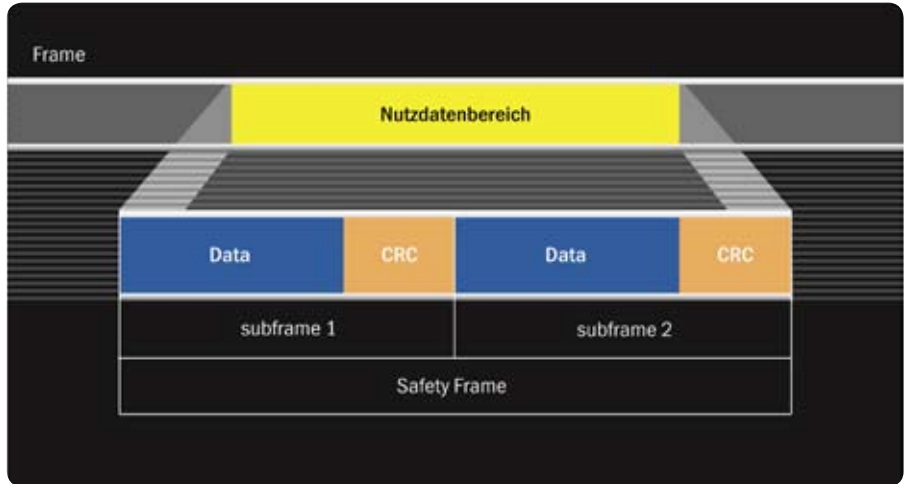 Frame
Nutzdatenbereich
Data CRC Data CRC
subframe 1 subframe 2
Safety Frame